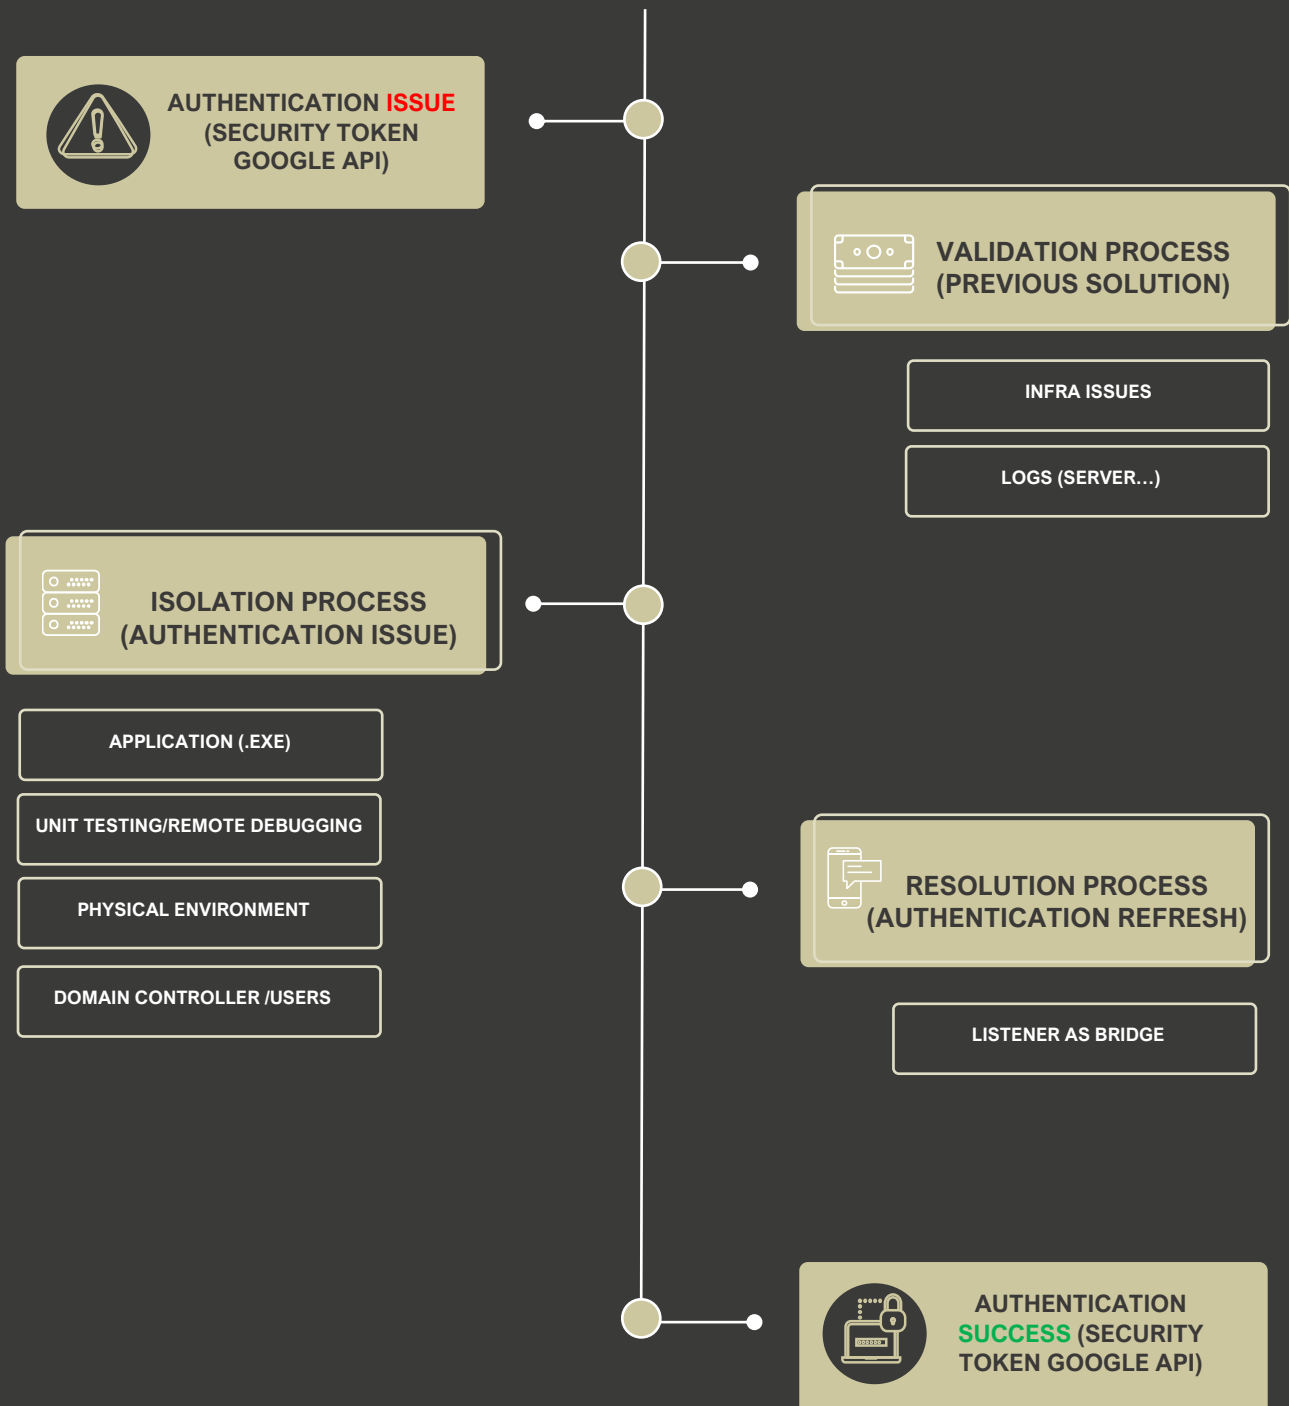 AUTHENTICATION ISSUE
(SECURITY TOKEN
GOOGLE API)
VALIDATION PROCESS
(PREVIOUS SOLUTION)
INFRA ISSUES
LOGS (SERVER…)
ISOLATION PROCESS
(AUTHENTICATION ISSUE)
APPLICATION (.EXE)
UNIT TESTING/REMOTE DEBUGGING
PHYSICAL ENVIRONMENT
DOMAIN CONTROLLER /USERS
RESOLUTION PROCESS
(AUTHENTICATION REFRESH)
LISTENER AS BRIDGE
AUTHENTICATION
SUCCESS (SECURITY
TOKEN GOOGLE API)